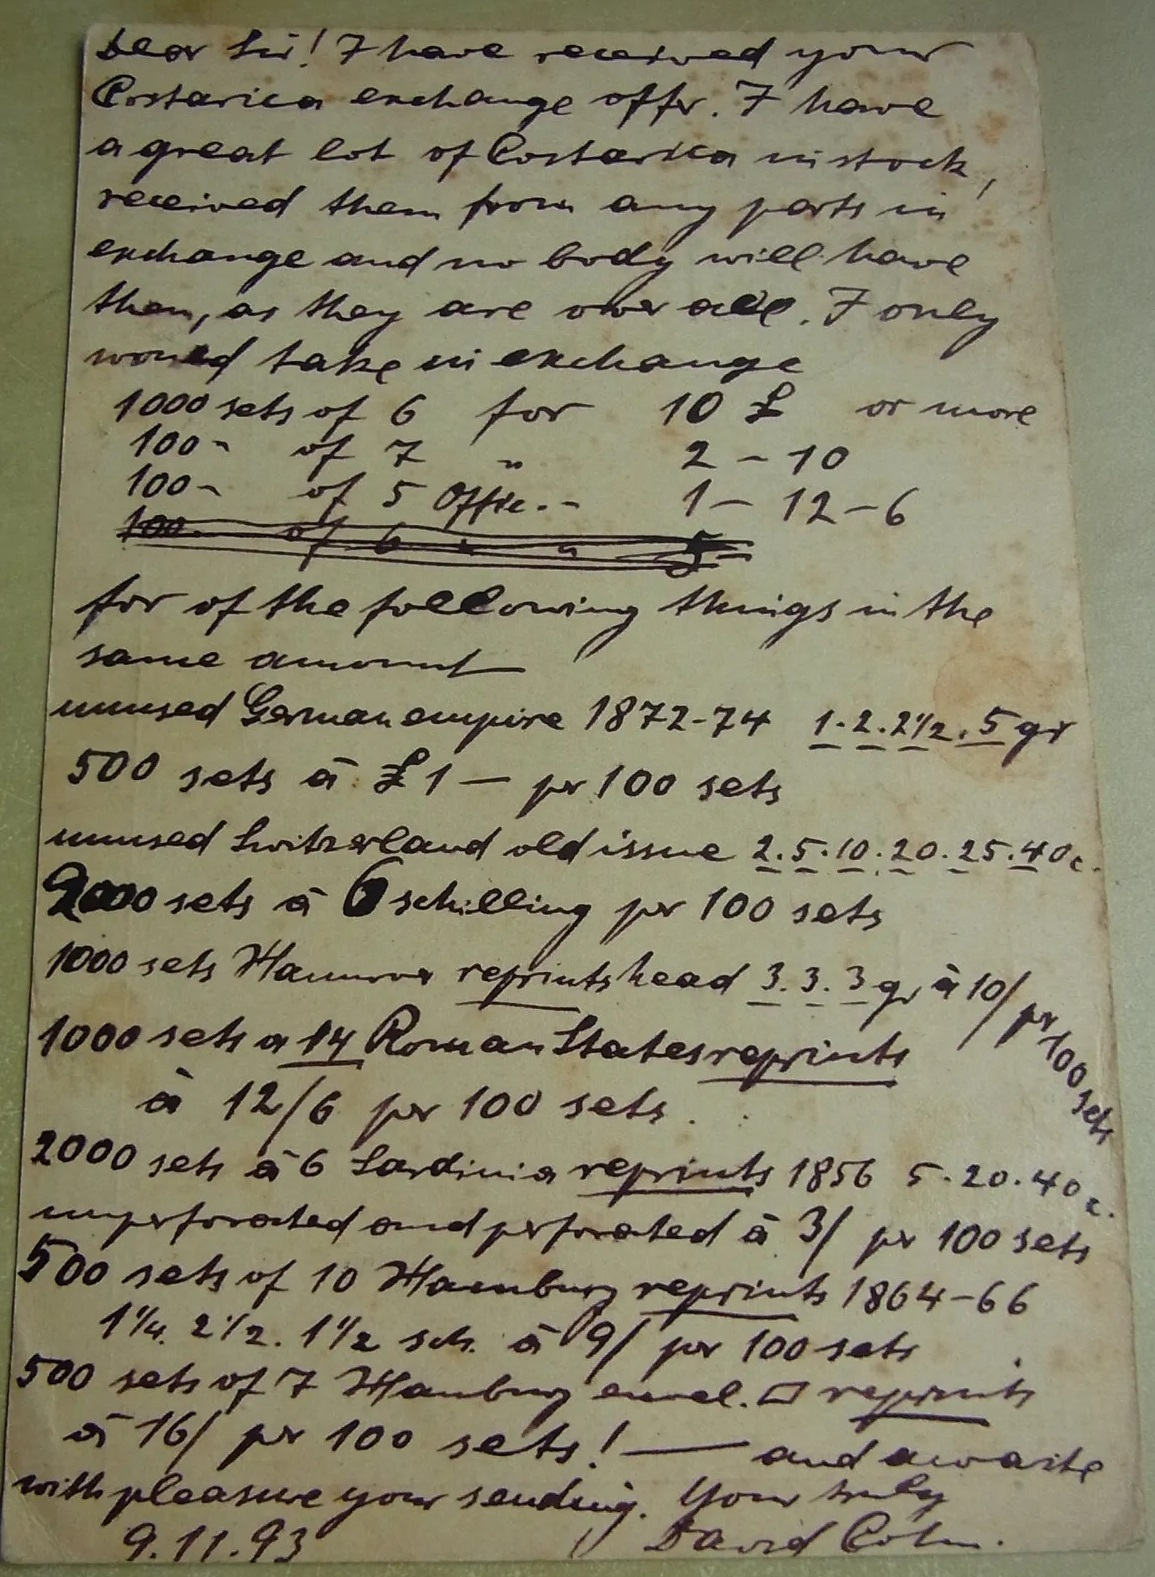 Dear Sir! I have received your
Costarica exchange offer. I have
a great lot of Costarica in stock,
received them from any parts in
exchange and no body will have
them, as they are over all. I only
would take in exchange
1000 sets of 6 for 10 £ or more
100 " of 7 " 2 - 10
100 " of 5 Offic. - 1 - 12 - 6
100 " of 6 " " 5 -
for of the following things in the
same amount
unused German empire 1872-74 1. 2. 2½. 5 gr
500 sets à £1 — pr 100 sets
unused Switzerland old issue 2. 5. 10. 20. 25. 40 c.
2000 sets à 6 schilling pr 100 sets
1000 sets Hannover reprints head 3. 3. 3 gr à 10/ pr 100 sets
1000 sets a 14 Roman States reprints
à 12/6 pr 100 sets.
2000 sets à 6 Sardinia reprints 1856 5. 20. 40 c.
unperforated and perforated à 3/ pr 100 sets
500 sets of 10 Hamburg reprints 1864-66
1¼. 2½. 1½ sch. à 9/ pr 100 sets
500 sets of 7 Hamburg envel. reprints
à 16/ pr 100 sets! — and awaite
with pleasure your sending. Your truly
9.11.93 David Cohn.